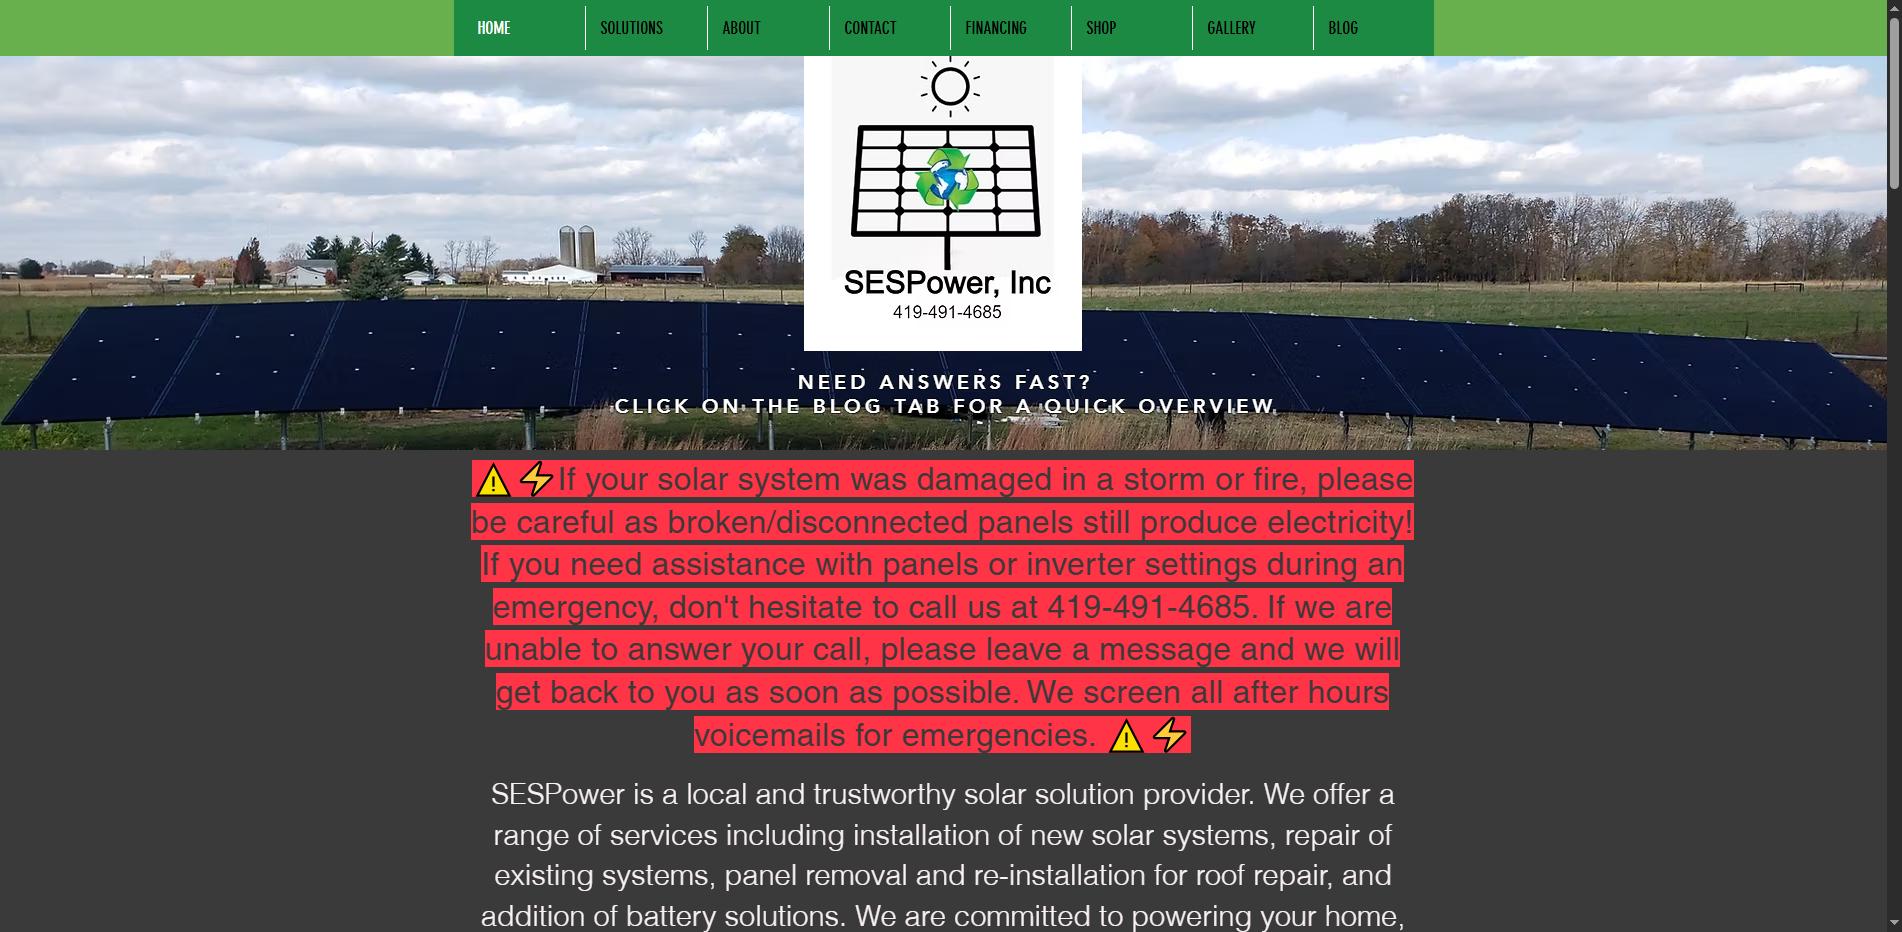 HOME
SOLUTIONS
ABOUT
CONTACT
FINANCING
SHOP
GALLERY
BLOG
SESPower, Inc
419-491-4685
NEED ANSWERS FAST?
CLICK ON THE BLOG TAB FOR A QUICK OVERVIEW
⚠️⚡If your solar system was damaged in a storm or fire, please
be careful as broken/disconnected panels still produce electricity!
If you need assistance with panels or inverter settings during an
emergency, don't hesitate to call us at 419-491-4685. If we are
unable to answer your call, please leave a message and we will
get back to you as soon as possible. We screen all after hours
voicemails for emergencies. ⚠️⚡
SESPower is a local and trustworthy solar solution provider. We offer a
range of services including installation of new solar systems, repair of
existing systems, panel removal and re-installation for roof repair, and
addition of battery solutions. We are committed to powering your home,